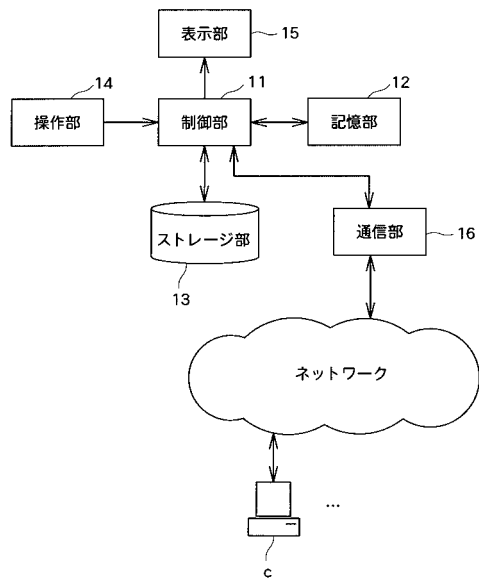 表示部
15
14
11
12
操作部
制御部
記憶部
ストレージ部
13
通信部
16
ネットワーク
...
c